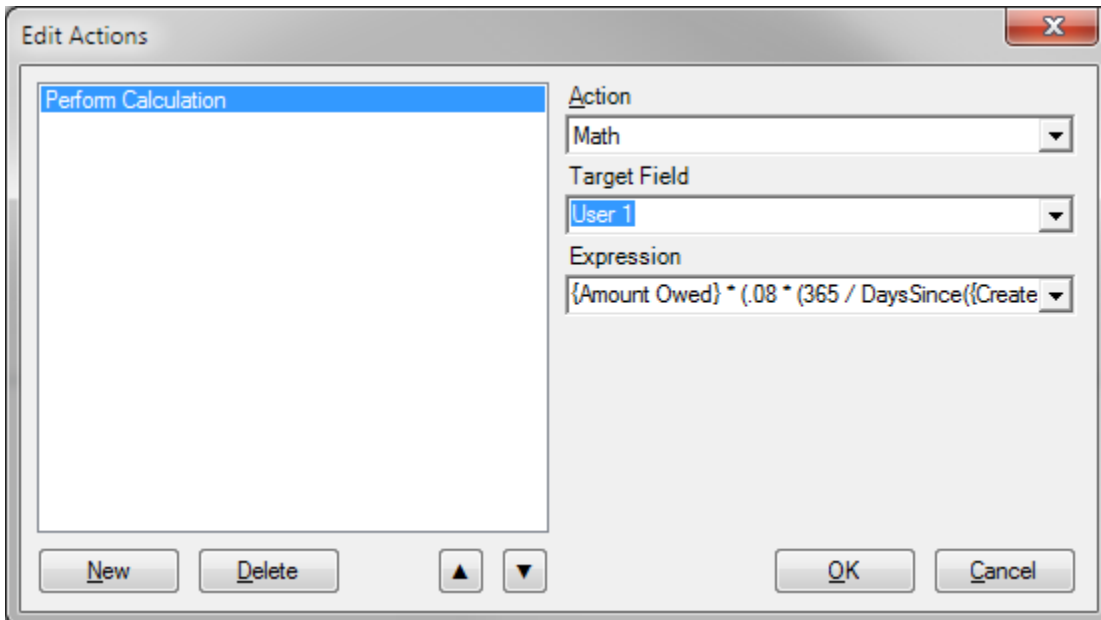 Edit Actions
Perform Calculation
Action
Math
Target Field
User 1
Expression
{Amount Owed} * (.08 * (365 / DaysSince({Create
New
Delete
OK
Cancel